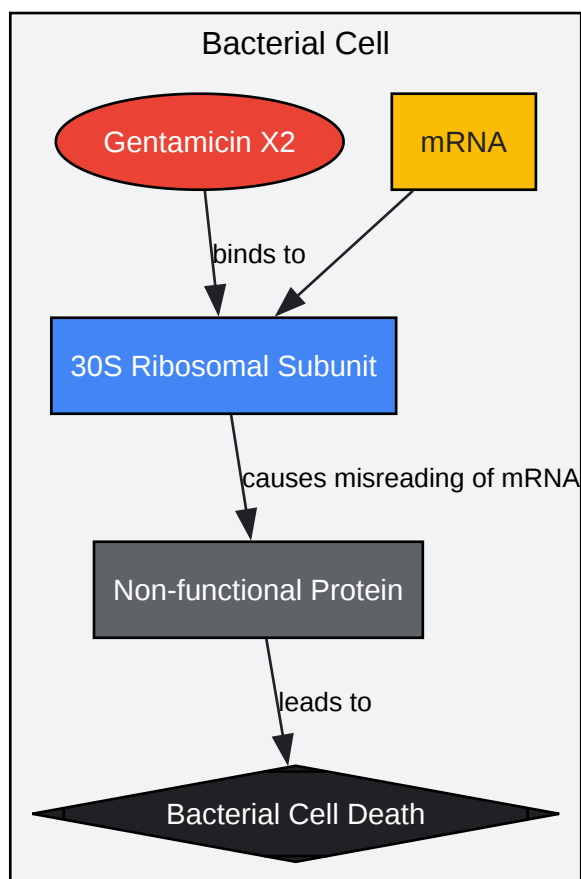 Bacterial Cell
Gentamicin X2
mRNA
binds to
30S Ribosomal Subunit
causes misreading of mRNA
Non-functional Protein
leads to
Bacterial Cell Death